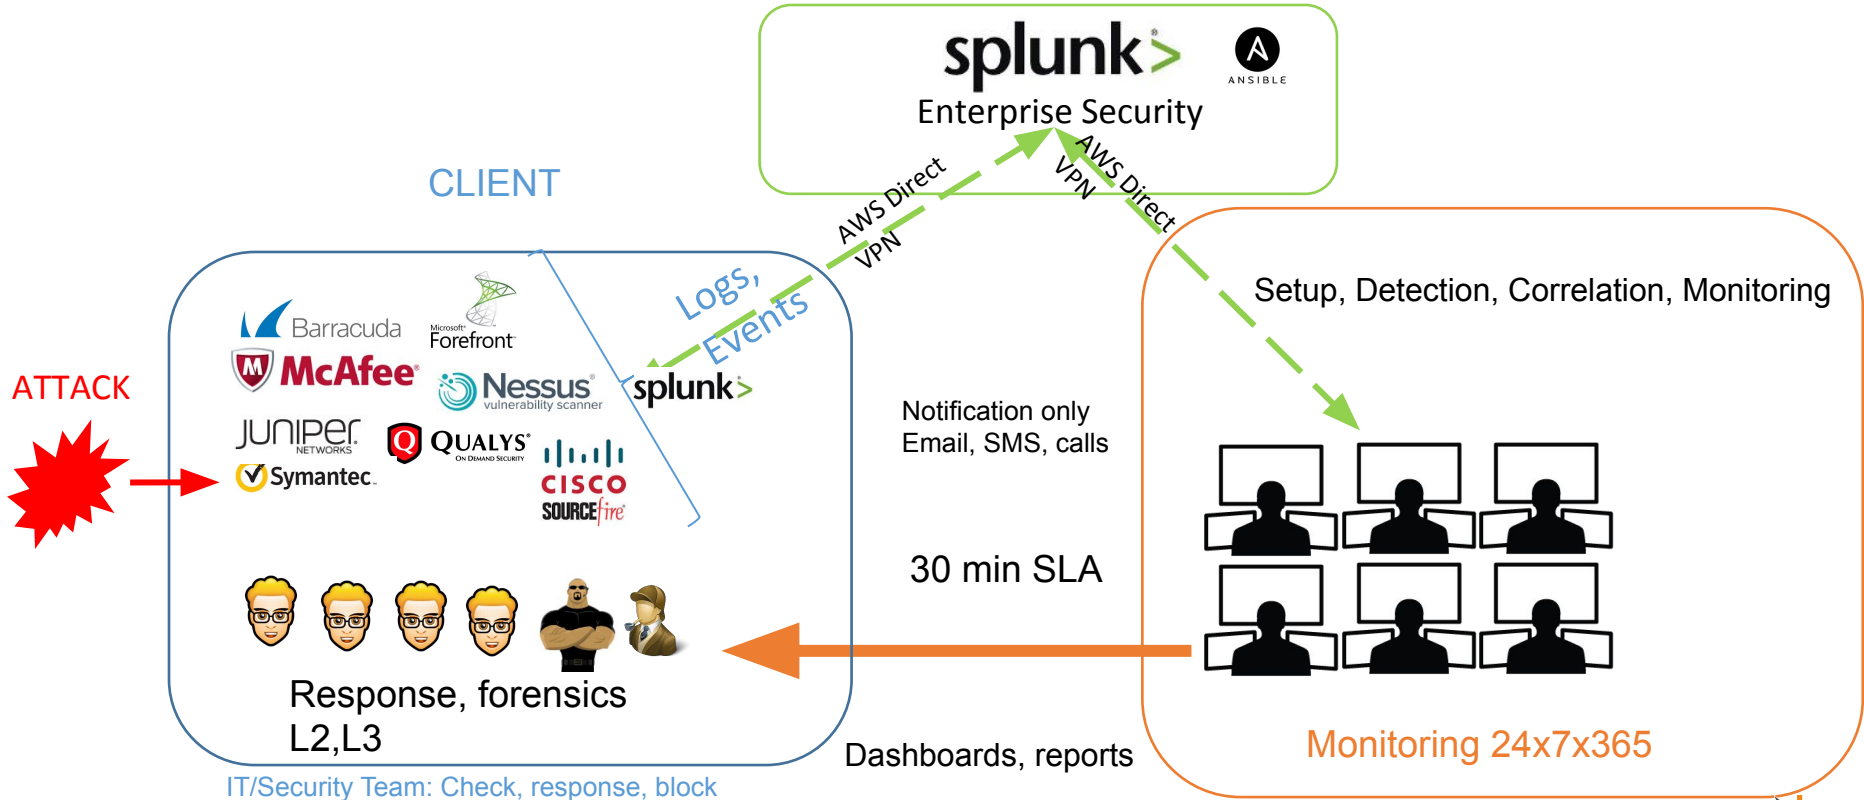 splunk>
ANSIBLE
Enterprise Security
CLIENT
AWS Direct
VPN
AWS Direct
VPN
Logs,
Events
Setup, Detection, Correlation, Monitoring
Barracuda
Microsoft®
Forefront
McAfee®
Nessus®
vulnerability scanner
splunk>
ATTACK
Notification only
Email, SMS, calls
JUNIPEr
NETWORKS
QUALYS®
ON DEMAND SECURITY
Symantec
CISCO
SOURCEfire
30 min SLA
Response, forensics
L2,L3
Dashboards, reports
Monitoring 24x7x365
IT/Security Team: Check, response, block